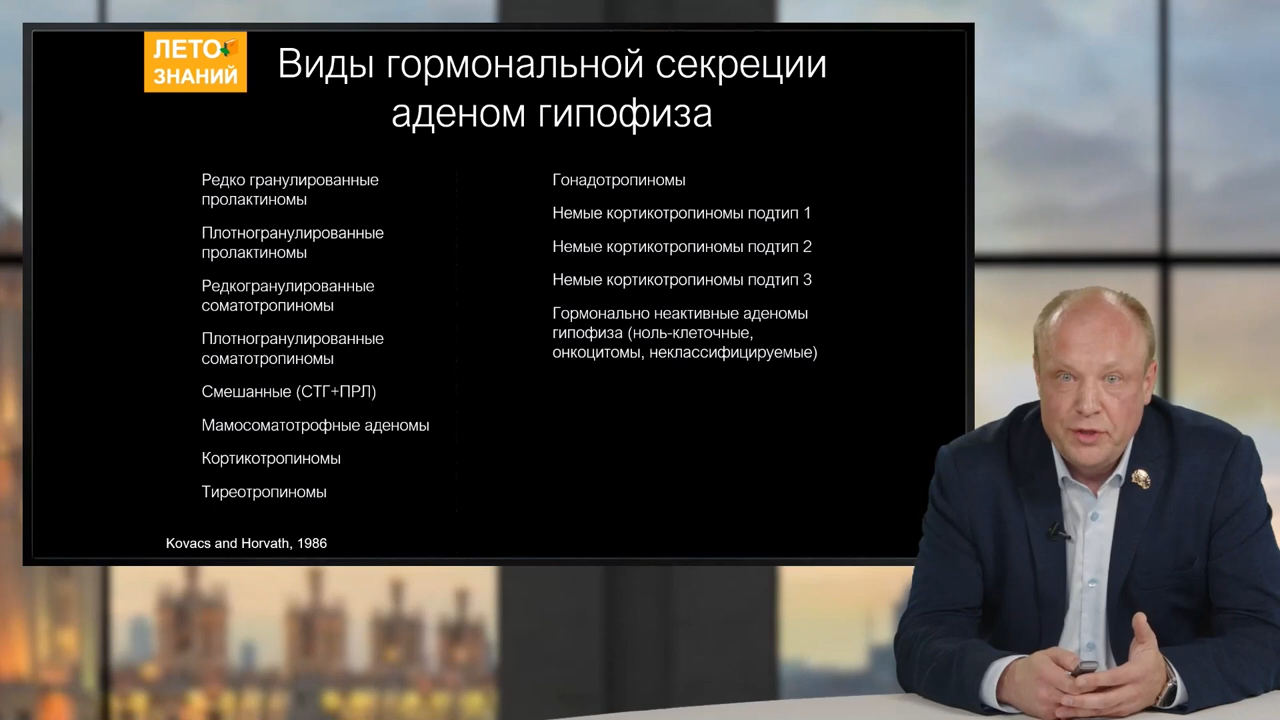 ЛЕТО
ЗНАНИЙ
Виды гормональной секреции
аденом гипофиза
Редко гранулированные
пролактиномы
Плотногранулированные
пролактиномы
Редкогранулированные
соматотропиномы
Плотногранулированные
соматотропиномы
Смешанные (СТГ+ПРЛ)
Мамосоматотрофные аденомы
Кортикотропиномы
Тиреотропиномы
Kovacs and Horvath, 1986
Гонадотропиномы
Немые кортикотропиномы подтип 1
Немые кортикотропиномы подтип 2
Немые кортикотропиномы подтип 3
Гормонально неактивные аденомы
гипофиза (ноль-клеточные,
онкоцитомы, неклассифицируемые)